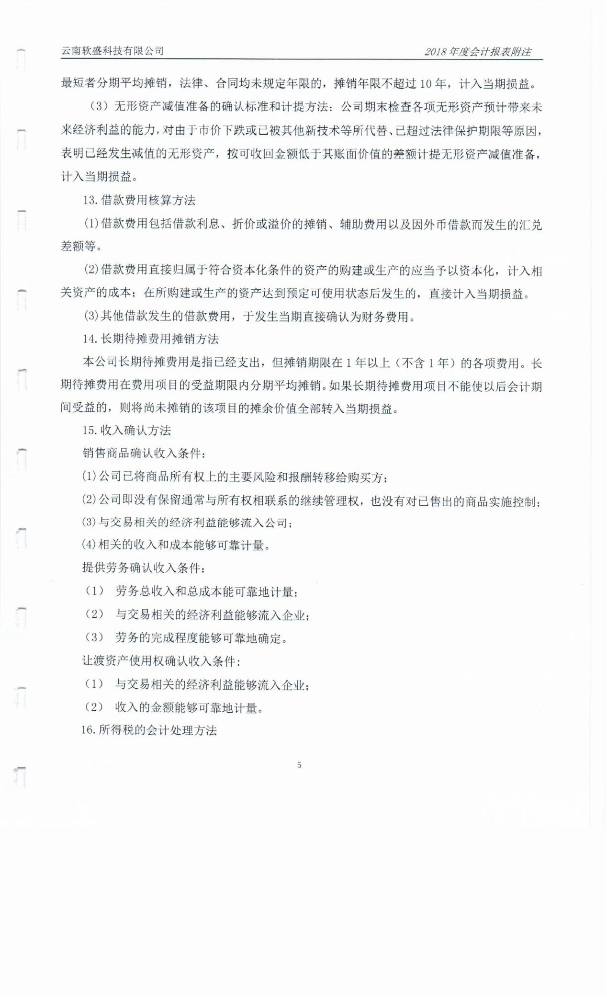 云南软盛科技有限公司
2018 年度会计报表附注
最短者分期平均摊销，法律、合同均未规定年限的，摊销年限不超过 10 年，计入当期损益。
（3）无形资产减值准备的确认标准和计提方法：公司期末检查各项无形资产预计带来未
来经济利益的能力,对由于市价下跌或已被其他新技术等所代替、已超过法律保护期限等原因，
表明已经发生减值的无形资产，按可收回金额低于其账面价值的差额计提无形资产减值准备，
计入当期损益。
13.借款费用核算方法
(1)借款费用包括借款利息、折价或溢价的摊销、辅助费用以及因外币借款而发生的汇兑
差额等。
(2)借款费用直接归属于符合资本化条件的资产的购建或生产的应当予以资本化，计入相
关资产的成本；在所购建或生产的资产达到预定可使用状态后发生的，直接计入当期损益。
(3)其他借款发生的借款费用，于发生当期直接确认为财务费用。
14.长期待摊费用摊销方法
本公司长期待摊费用是指已经支出，但摊销期限在 1 年以上（不含 1 年）的各项费用。长
期待摊费用在费用项目的受益期限内分期平均摊销。如果长期待摊费用项目不能使以后会计期
间受益的，则将尚未摊销的该项目的摊余价值全部转入当期损益。
15.收入确认方法
销售商品确认收入条件：
(1)公司已将商品所有权上的主要风险和报酬转移给购买方；
(2)公司即没有保留通常与所有权相联系的继续管理权，也没有对已售出的商品实施控制；
(3)与交易相关的经济利益能够流入公司；
(4)相关的收入和成本能够可靠计量。
提供劳务确认收入条件：
（1） 劳务总收入和总成本能可靠地计量；
（2） 与交易相关的经济利益能够流入企业；
（3） 劳务的完成程度能够可靠地确定。
让渡资产使用权确认收入条件：
（1） 与交易相关的经济利益能够流入企业；
（2） 收入的金额能够可靠地计量。
16.所得税的会计处理方法
5